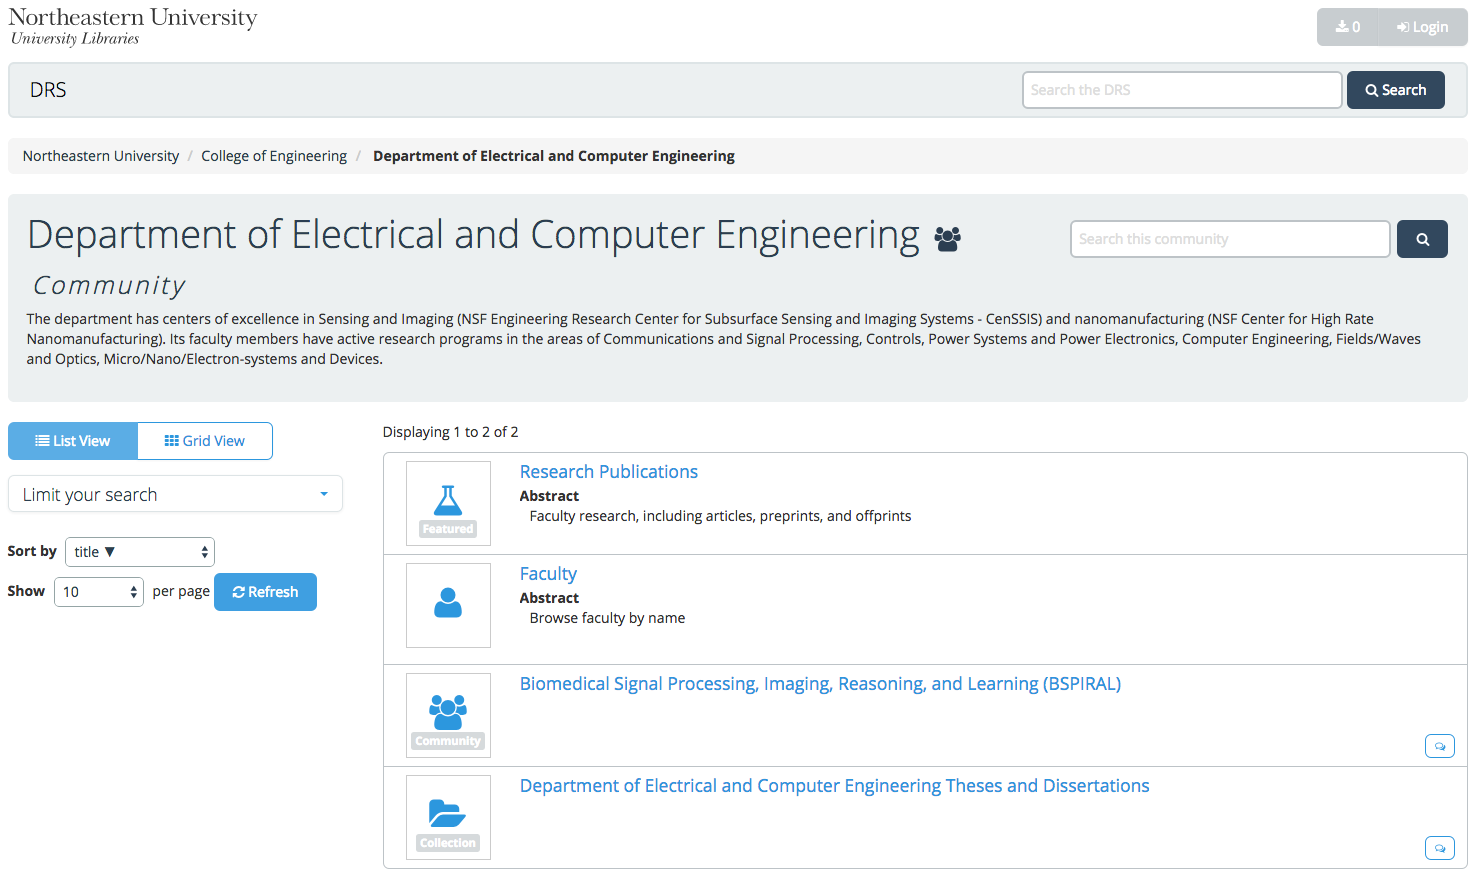 Northeastern University
University Libraries
0 Login
DRS
Search the DRS
Search
Northeastern University / College of Engineering / Department of Electrical and Computer Engineering
Department of Electrical and Computer Engineering
Search this community
Community
The department has centers of excellence in Sensing and Imaging (NSF Engineering Research Center for Subsurface Sensing and Imaging Systems - CenSSIS) and nanomanufacturing (NSF Center for High Rate
Nanomanufacturing). Its faculty members have active research programs in the areas of Communications and Signal Processing, Controls, Power Systems and Power Electronics, Computer Engineering, Fields/Waves
and Optics, Micro/Nano/Electron-systems and Devices.
List View
Grid View
Limit your search
Sort by title ▼
Show 10 per page Refresh
Displaying 1 to 2 of 2
Featured
Research Publications
Abstract
Faculty research, including articles, preprints, and offprints
Faculty
Abstract
Browse faculty by name
Biomedical Signal Processing, Imaging, Reasoning, and Learning (BSPIRAL)
Community
Department of Electrical and Computer Engineering Theses and Dissertations
Collection